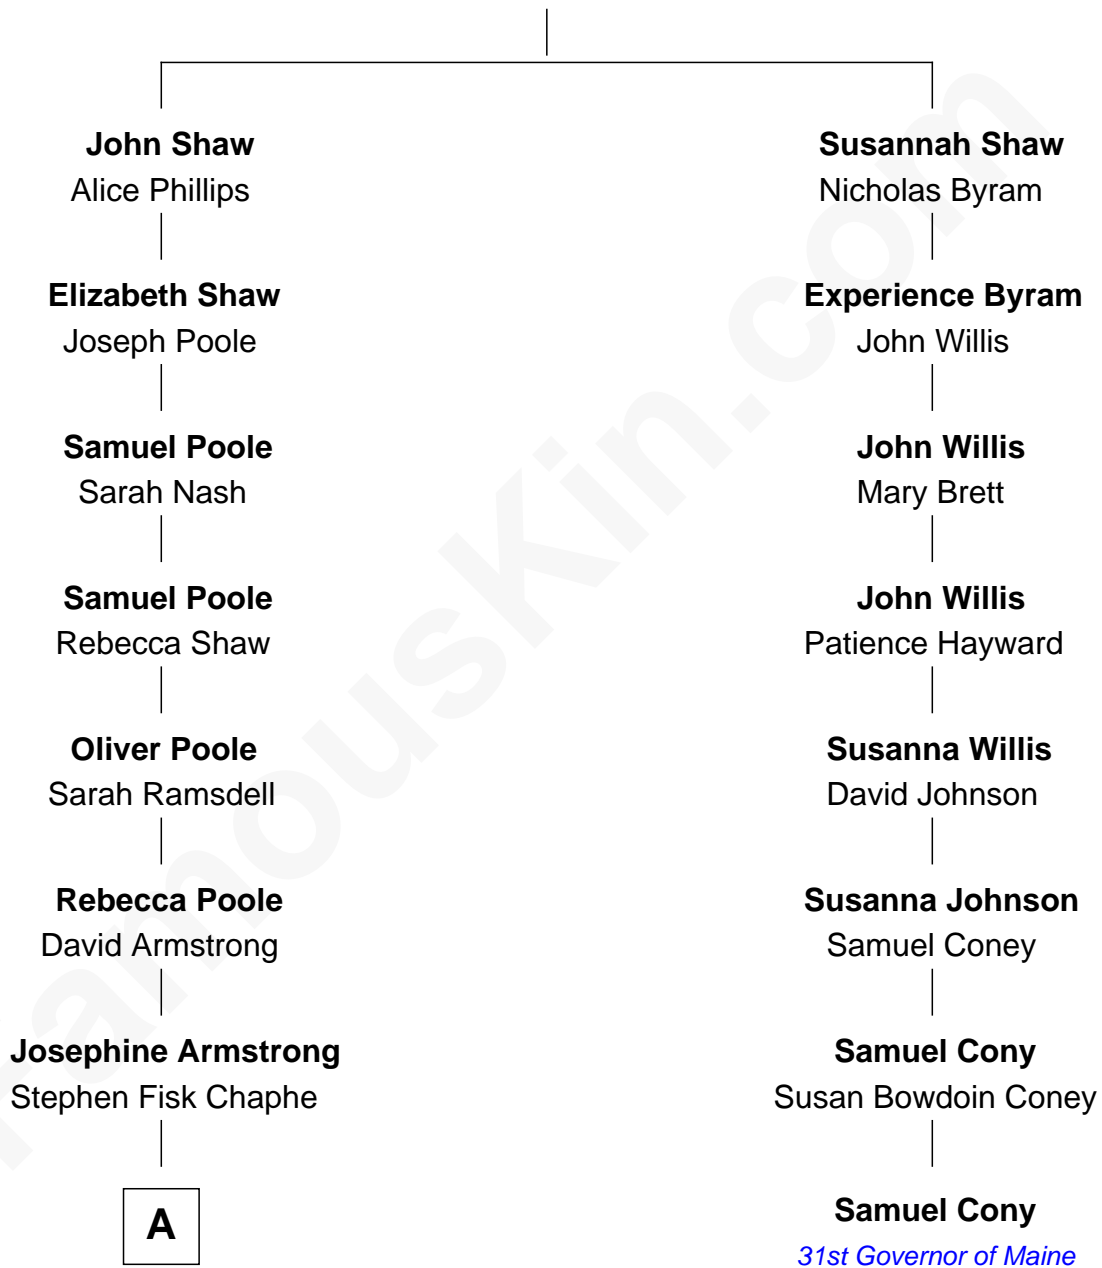 John Shaw
Alice Phillips
Elizabeth Shaw
Joseph Poole
Samuel Poole
Sarah Nash
Samuel Poole
Rebecca Shaw
Oliver Poole
Sarah Ramsdell
Rebecca Poole
David Armstrong
Josephine Armstrong
Stephen Fisk Chaphe
A
Susannah Shaw
Nicholas Byram
Experience Byram
John Willis
John Willis
Mary Brett
John Willis
Patience Hayward
Susanna Willis
David Johnson
Susanna Johnson
Samuel Coney
Samuel Cony
Susan Bowdoin Coney
Samuel Cony
31st Governor of Maine
FamousKin.com